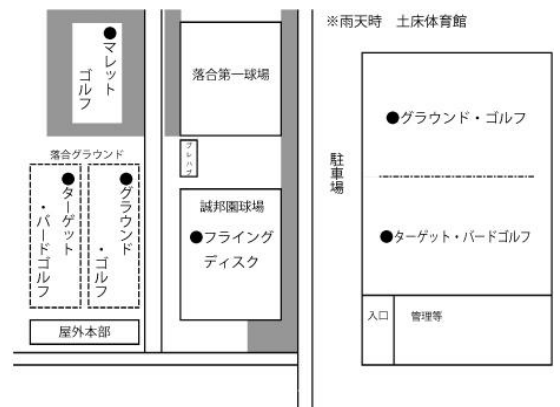 ※雨天時　土床体育館
●マレット
ゴルフ
落合第一球場
プレハブ
落合グラウンド
●ターゲット
・バードゴルフ
●グラウンド
・ゴルフ
屋外本部
誠邦園球場
●フライング
ディスク
駐車場
●グラウンド・ゴルフ
●ターゲット・バードゴルフ
入口
管理等